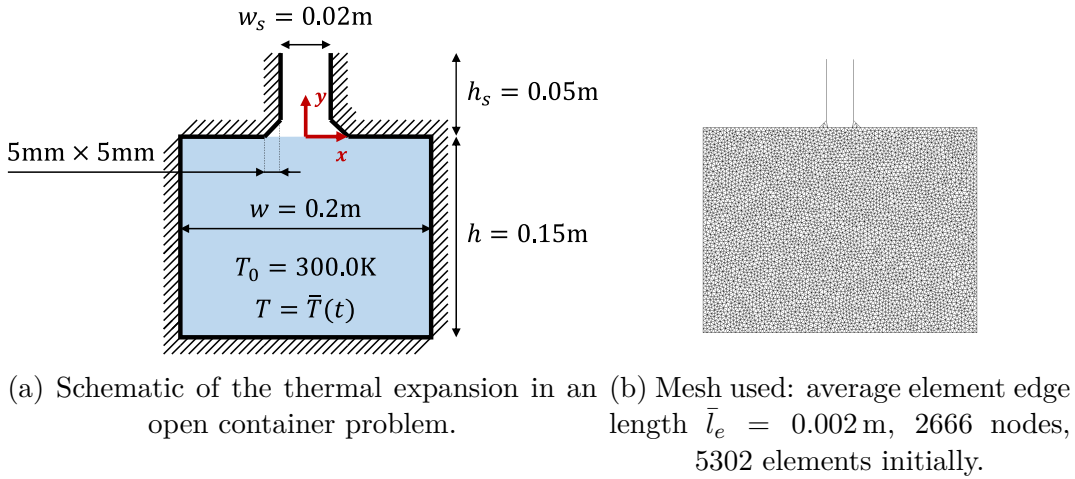 w_s = 0.02m
h_s = 0.05m
y
x
5mm × 5mm
w = 0.2m
h = 0.15m
T_0 = 300.0K
T = T̄(t)
(a) Schematic of the thermal expansion in an
open container problem.
(b) Mesh used: average element edge
length l̄_e = 0.002 m, 2666 nodes,
5302 elements initially.